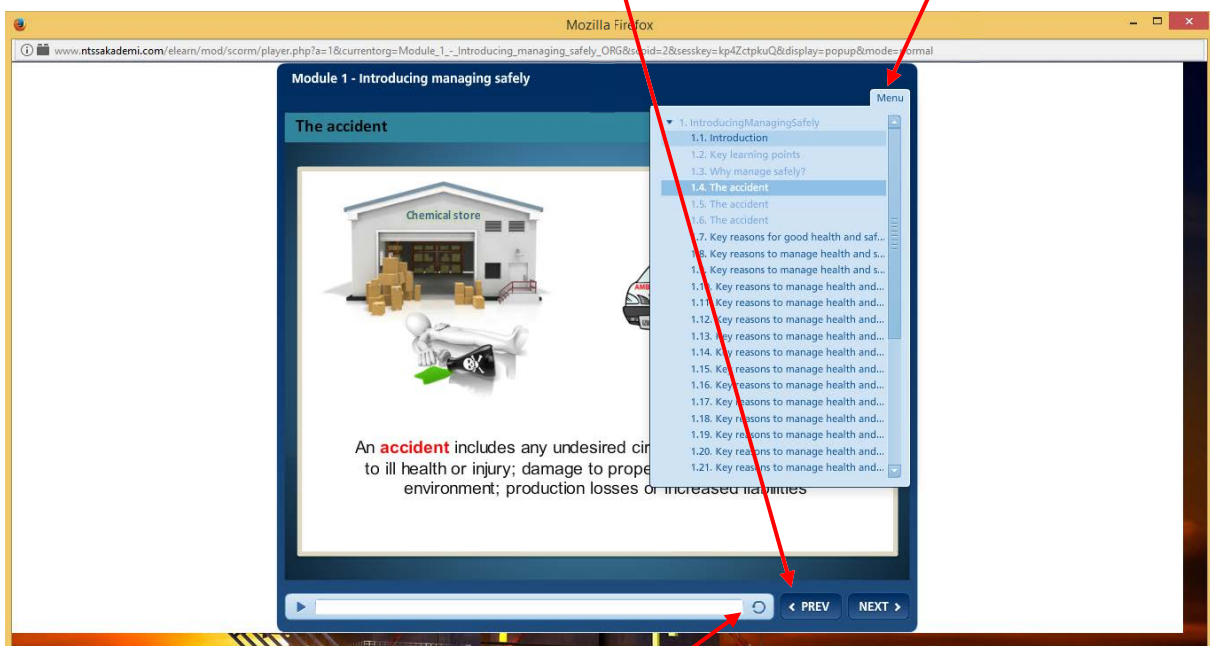 Mozilla Firefox
www.ntssakademi.com/elearn/mod/scorm/player.php?a=1&currentorg=Module_1_-_Introducing_managing_safely_ORG&scoid=2&sesskey=kp4ZctpkuQ&display=popup&mode=normal
Module 1 - Introducing managing safely
Menu
The accident
1. IntroducingManagingSafely
1.1. Introduction
1.2. Key learning points
1.3. Why manage safely?
1.4. The accident
1.5. The accident
1.6. The accident
1.7. Key reasons for good health and saf...
1.8. Key reasons to manage health and s...
1.9. Key reasons to manage health and s...
1.10. Key reasons to manage health and...
1.11. Key reasons to manage health and...
1.12. Key reasons to manage health and...
1.13. Key reasons to manage health and...
1.14. Key reasons to manage health and...
1.15. Key reasons to manage health and...
1.16. Key reasons to manage health and...
1.17. Key reasons to manage health and...
1.18. Key reasons to manage health and...
1.19. Key reasons to manage health and...
1.20. Key reasons to manage health and...
1.21. Key reasons to manage health and...
Chemical store
AMB
An accident includes any undesired cir
to ill health or injury; damage to prope
environment; production losses or increased liabilities
PREV
NEXT